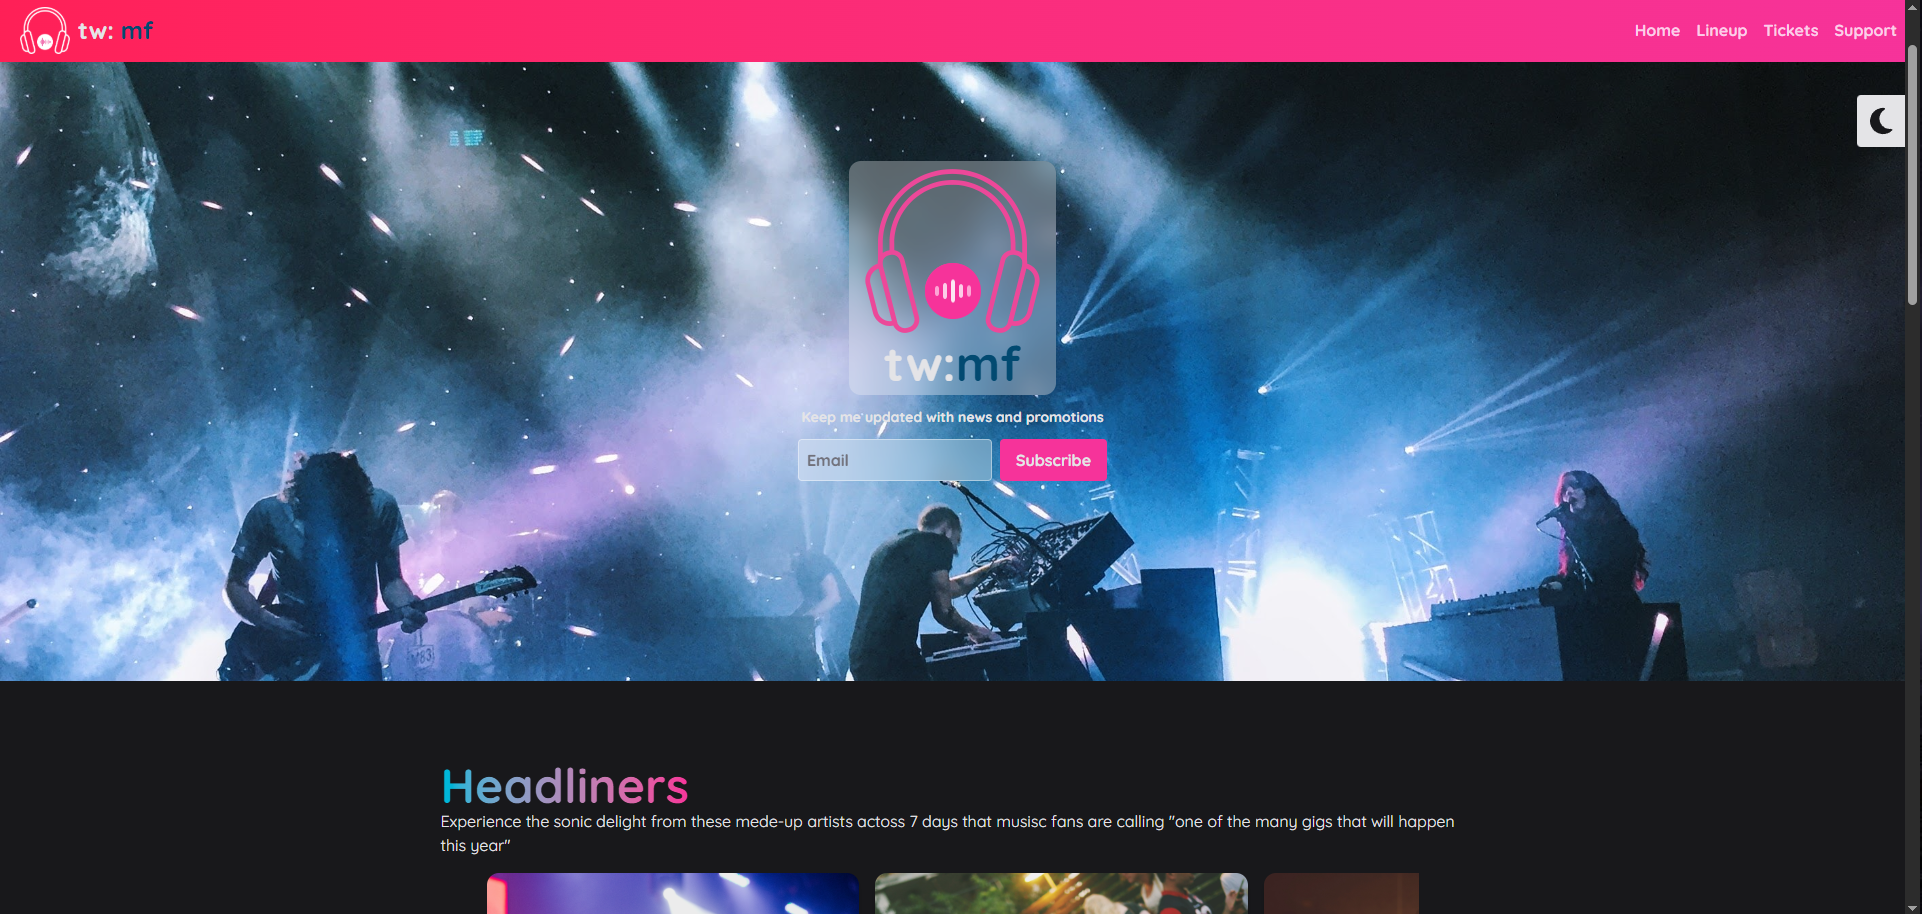 tw: mf
Home Lineup Tickets Support
tw:mf
Keep me updated with news and promotions
Email Subscribe
Headliners
Experience the sonic delight from these mede-up artists actoss 7 days that musisc fans are calling "one of the many gigs that will happen
this year"